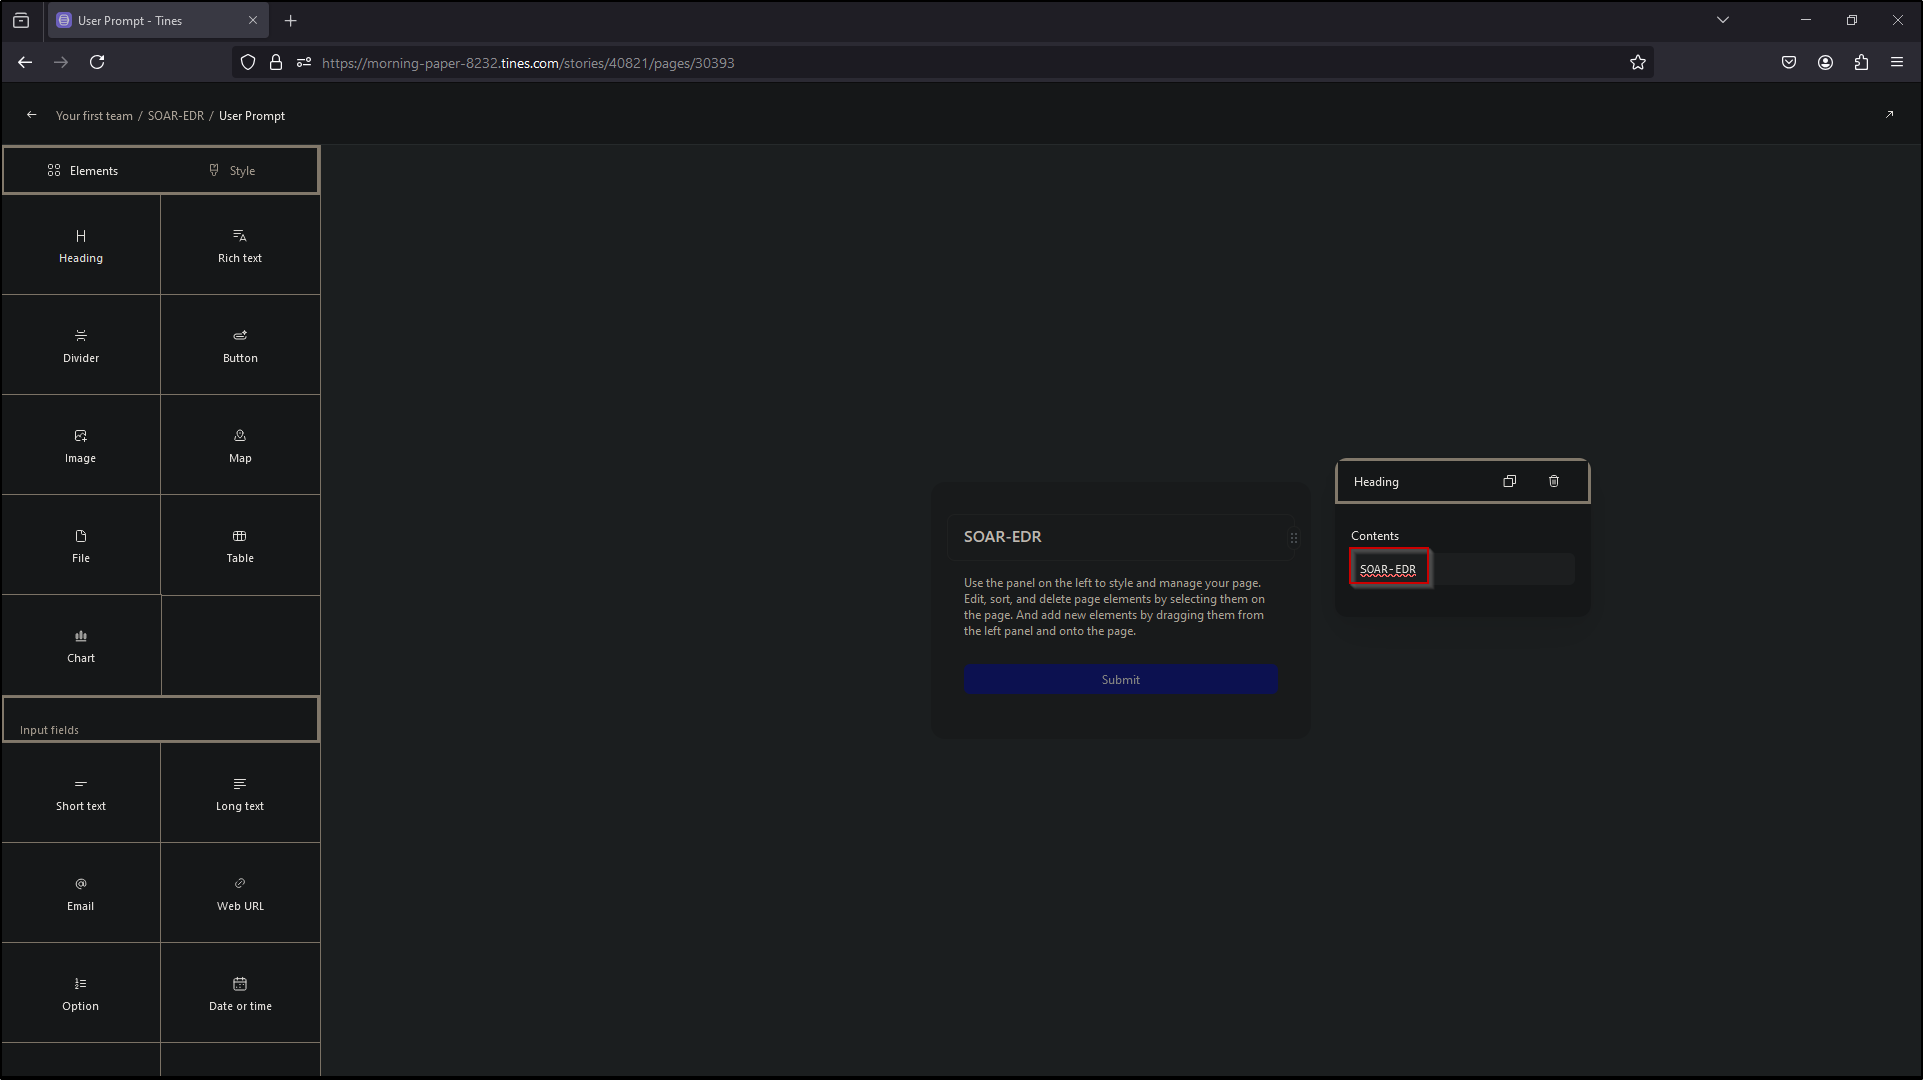 User Prompt - Tines
https://morning-paper-8232.tines.com/stories/40821/pages/30393
Your first team / SOAR-EDR / User Prompt
Elements
Style
Heading
Rich text
Divider
Button
Image
Map
File
Table
Chart
Input fields
Short text
Long text
Email
Web URL
Option
Date or time
SOAR-EDR
Use the panel on the left to style and manage your page.
Edit, sort, and delete page elements by selecting them on
the page. And add new elements by dragging them from
the left panel and onto the page.
Submit
Heading
Contents
SOAR-EDR